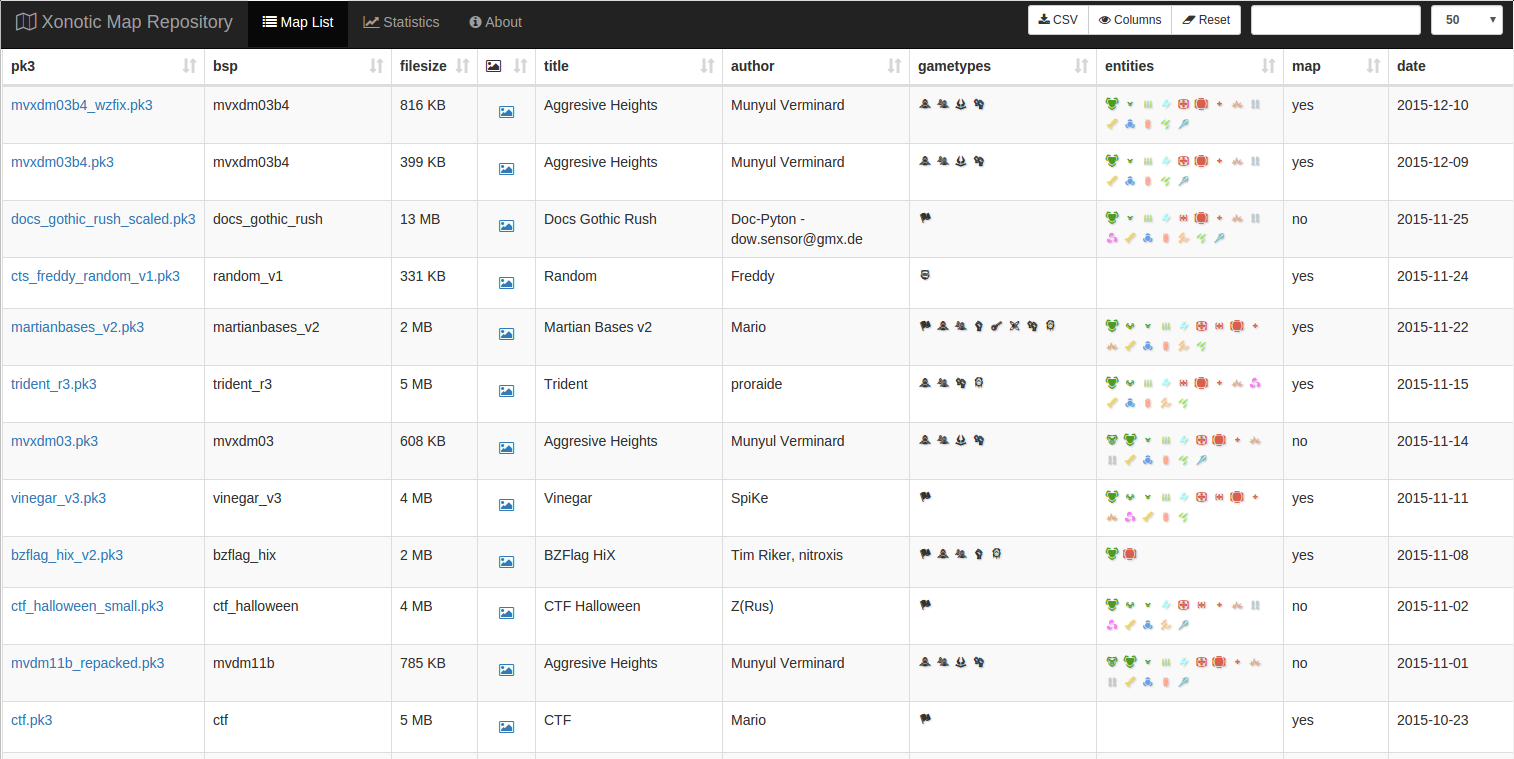 Xonotic Map Repository Map List Statistics About CSV Columns Reset 50
pk3 bsp filesize title author gametypes entities map date
mvxdm03b4_wzfix.pk3 mvxdm03b4 816 KB Aggresive Heights Munyul Verminard yes 2015-12-10
mvxdm03b4.pk3 mvxdm03b4 399 KB Aggresive Heights Munyul Verminard yes 2015-12-09
docs_gothic_rush_scaled.pk3 docs_gothic_rush 13 MB Docs Gothic Rush Doc-Pyton - no 2015-11-25
dow.sensor@gmx.de
cts_freddy_random_v1.pk3 random_v1 331 KB Random Freddy yes 2015-11-24
martianbases_v2.pk3 martianbases_v2 2 MB Martian Bases v2 Mario yes 2015-11-22
trident_r3.pk3 trident_r3 5 MB Trident proraide yes 2015-11-15
mvxdm03.pk3 mvxdm03 608 KB Aggresive Heights Munyul Verminard no 2015-11-14
vinegar_v3.pk3 vinegar_v3 4 MB Vinegar SpiKe yes 2015-11-11
bzflag_hix_v2.pk3 bzflag_hix 2 MB BZFlag HiX Tim Riker, nitroxis yes 2015-11-08
ctf_halloween_small.pk3 ctf_halloween 4 MB CTF Halloween Z(Rus) no 2015-11-02
mvdm11b_repacked.pk3 mvdm11b 785 KB Aggresive Heights Munyul Verminard no 2015-11-01
ctf.pk3 ctf 5 MB CTF Mario yes 2015-10-23